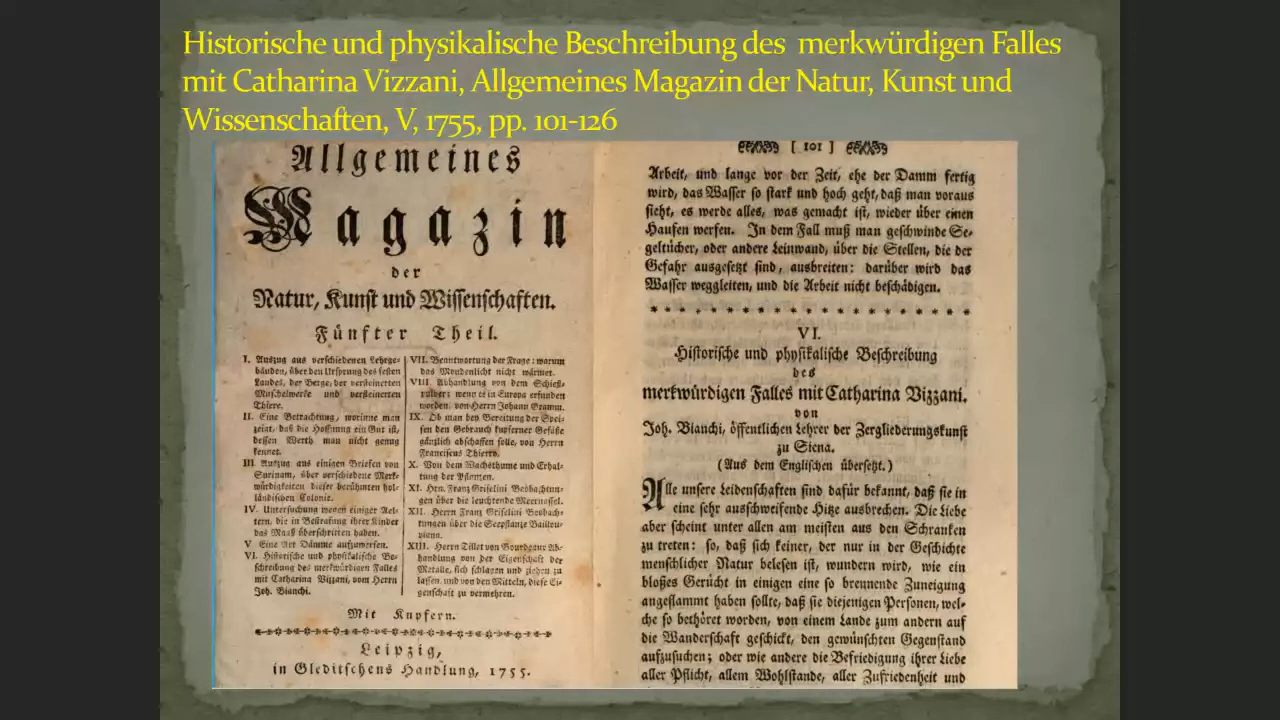 Historische und physikalische Beschreibung des merkwürdigen Falles
mit Catharina Vizzani, Allgemeines Magazin der Natur, Kunst und
Wissenschaften, V, 1755, pp. 101-126
Allgemeines
Magazin
der
Natur, Kunst und Wissenschaften.
Fünfter Theil.
I. Auszug aus verschiedenen Lehrge-
bäuden, über den Ursprung des festen
Landes, der Berge, der versteinerten
Muschelwerke und versteinerten
Thiere.
II. Eine Betrachtung, worinne man
zeigt, daß die Hoffnung ein Gut ist,
dessen Werth man nicht genug
kennet.
III. Auszug aus einigen Briefen von
Surinam, über verschiedene Merk-
würdigkeiten dieser berühmten hol-
ländischen Colonie.
IV. Untersuchung wegen einiger Ael-
tern, die in Bestrafung ihrer Kinder
das Maaß überschritten haben.
V. Eine Art Dämme aufzuwerfen.
VI. Historische und physikalische Be-
schreibung des merkwürdigen Falles
mit Catharina Vizzani, vom Herrn
Joh. Bianchi.
VII. Beantwortung der Frage: warum
das Mondenlicht nicht wärmet.
VIII. Abhandlung von dem Schieß-
pulver: wenn es in Europa erfunden
worden, von Herrn Johann Gramm.
IX. Ob man bey Bereitung der Spei-
sen den Gebrauch kupferner Gefäße
gänzlich abschaffen solle, von Herrn
Franciscus Thierry.
X. Von dem Wachsthume und Erhal-
tung der Pflanzen.
XI. Hrn. Franz Griselini Beobachtun-
gen über die leuchtende Meernassel.
XII. Herrn Franz Griselini Beobach-
tungen über die Seepflanze Baillou-
viana.
XIII. Herrn Tillet von Bourdeaux Ab-
handlung von der Eigenschaft der
Metalle, sich schlagen und ziehen zu
lassen, und von den Mitteln, diese Ei-
genschaft zu vermehren.
Mit Kupfern.
Leipzig,
in Gleditschens Handlung, 1755.
[ 101 ]
Arbeit, und lange vor der Zeit, ehe der Damm fertig
wird, das Wasser so stark und hoch geht, daß man voraus
sieht, es werde alles, was gemacht ist, wieder über einen
Haufen werfen. In dem Fall muß man geschwinde Se-
geltücher, oder andere Leinwand, über die Stellen, die der
Gefahr ausgesetzt sind, ausbreiten: darüber wird das
Wasser weggleiten, und die Arbeit nicht beschädigen.
VI.
Historische und physikalische Beschreibung
des
merkwürdigen Falles mit Catharina Vizzani.
von
Joh. Bianchi, öffentlichen Lehrer der Zergliederungskunst
zu Siena.
(Aus dem Englischen übersetzt.)
Alle unsere Leidenschaften sind dafür bekannt, daß sie in
eine sehr ausschweifende Hitze ausbrechen. Die Liebe
aber scheint unter allen am meisten aus den Schranken
zu treten: so, daß sich keiner, der nur in der Geschichte
menschlicher Natur belesen ist, wundern wird, wie ein
bloßes Gerücht in einigen eine so brennende Zuneigung
angeflammt haben sollte, daß sie diejenigen Personen, wel-
che so bethöret worden, von einem Lande zum andern auf
die Wanderschaft geschickt, den gewünschten Gegenstand
aufzusuchen; oder wie andere die Befriedigung ihrer Liebe
aller Pflicht, allem Wohlstande, aller Zufriedenheit und